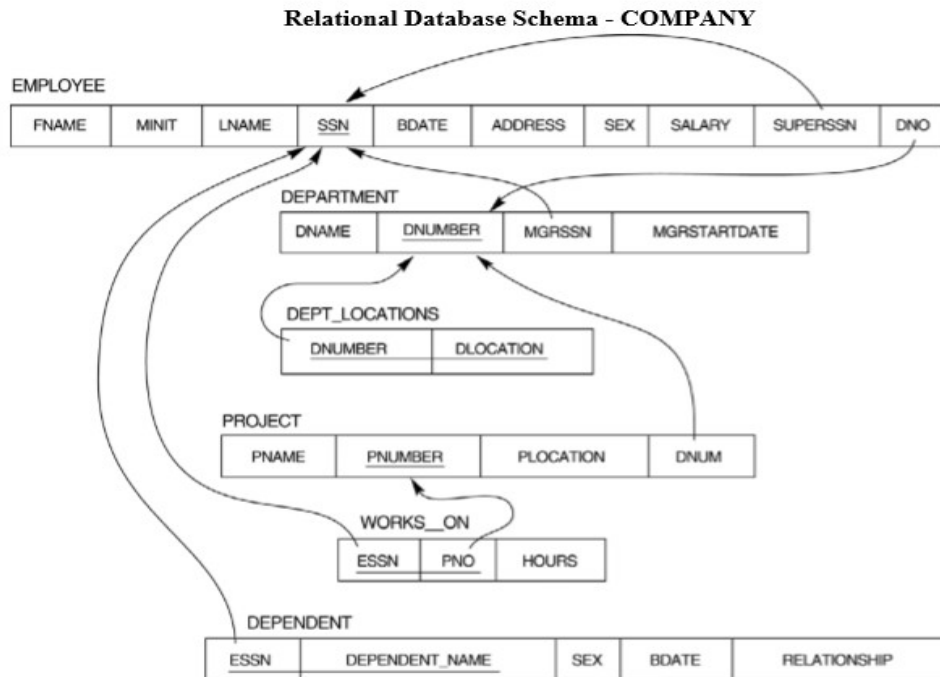 Relational Database Schema - COMPANY
EMPLOYEE
FNAME MINIT LNAME SSN BDATE ADDRESS SEX SALARY SUPERSSN DNO
DEPARTMENT
DNAME DNUMBER MGRSSN MGRSTARTDATE
DEPT_LOCATIONS
DNUMBER DLOCATION
PROJECT
PNAME PNUMBER PLOCATION DNUM
WORKS__ON
ESSN PNO HOURS
DEPENDENT
ESSN DEPENDENT_NAME SEX BDATE RELATIONSHIP